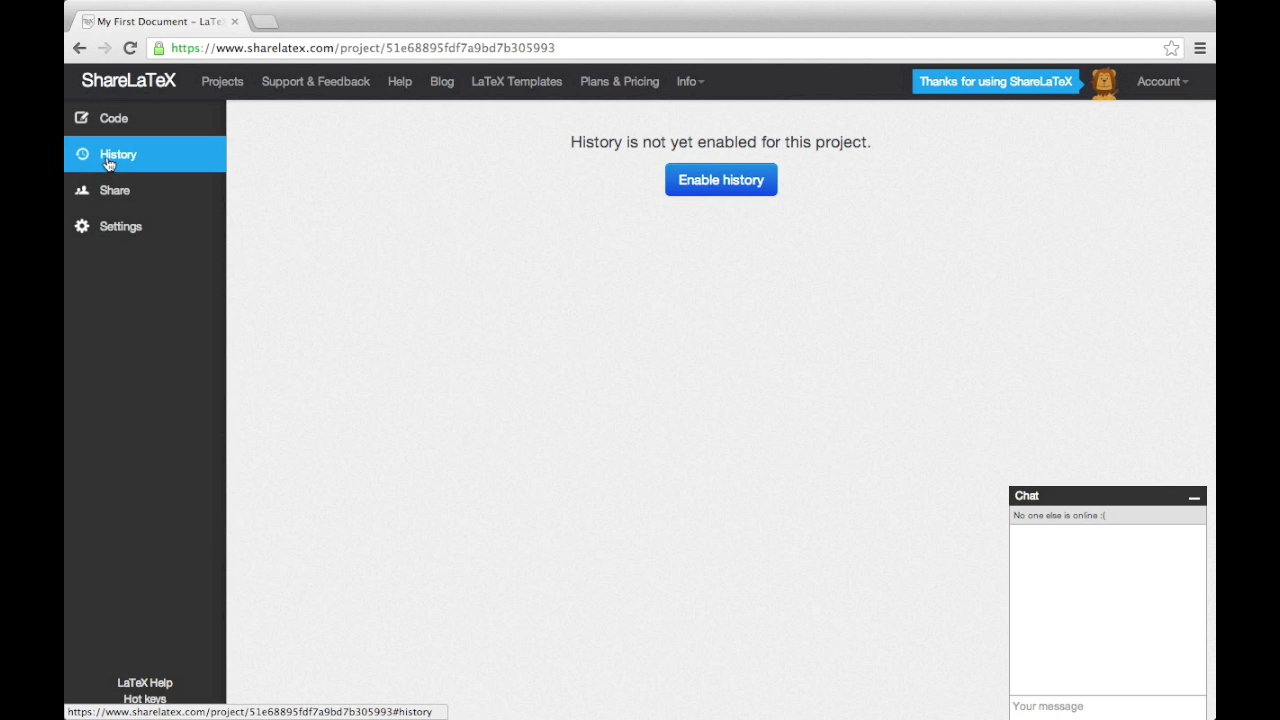 My First Document – LaTe
https://www.sharelatex.com/project/51e68895fdf7a9bd7b305993
ShareLaTeX Projects Support & Feedback Help Blog LaTeX Templates Plans & Pricing Info Thanks for using ShareLaTeX Account
Code
History
Share
Settings
History is not yet enabled for this project.
Enable history
Chat
No one else is online :(
Your message
LaTeX Help
Hot keys
https://www.sharelatex.com/project/51e68895fdf7a9bd7b305993#history